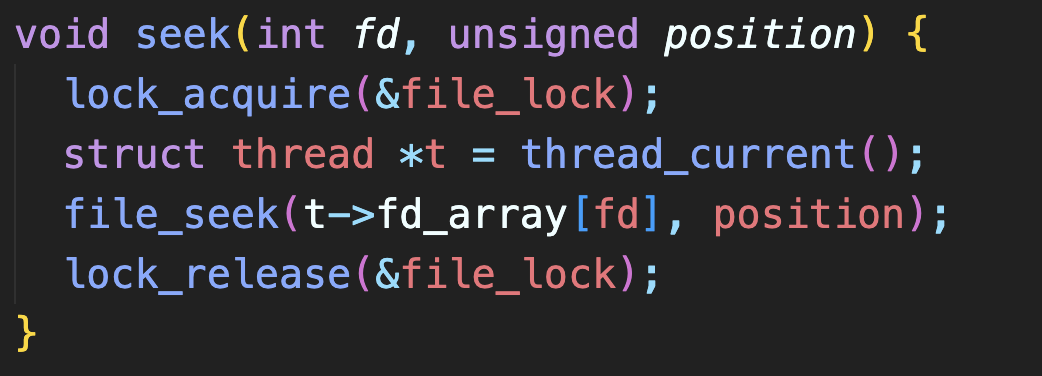 void seek(int fd, unsigned position) {
  lock_acquire(&file_lock);
  struct thread *t = thread_current();
  file_seek(t->fd_array[fd], position);
  lock_release(&file_lock);
}